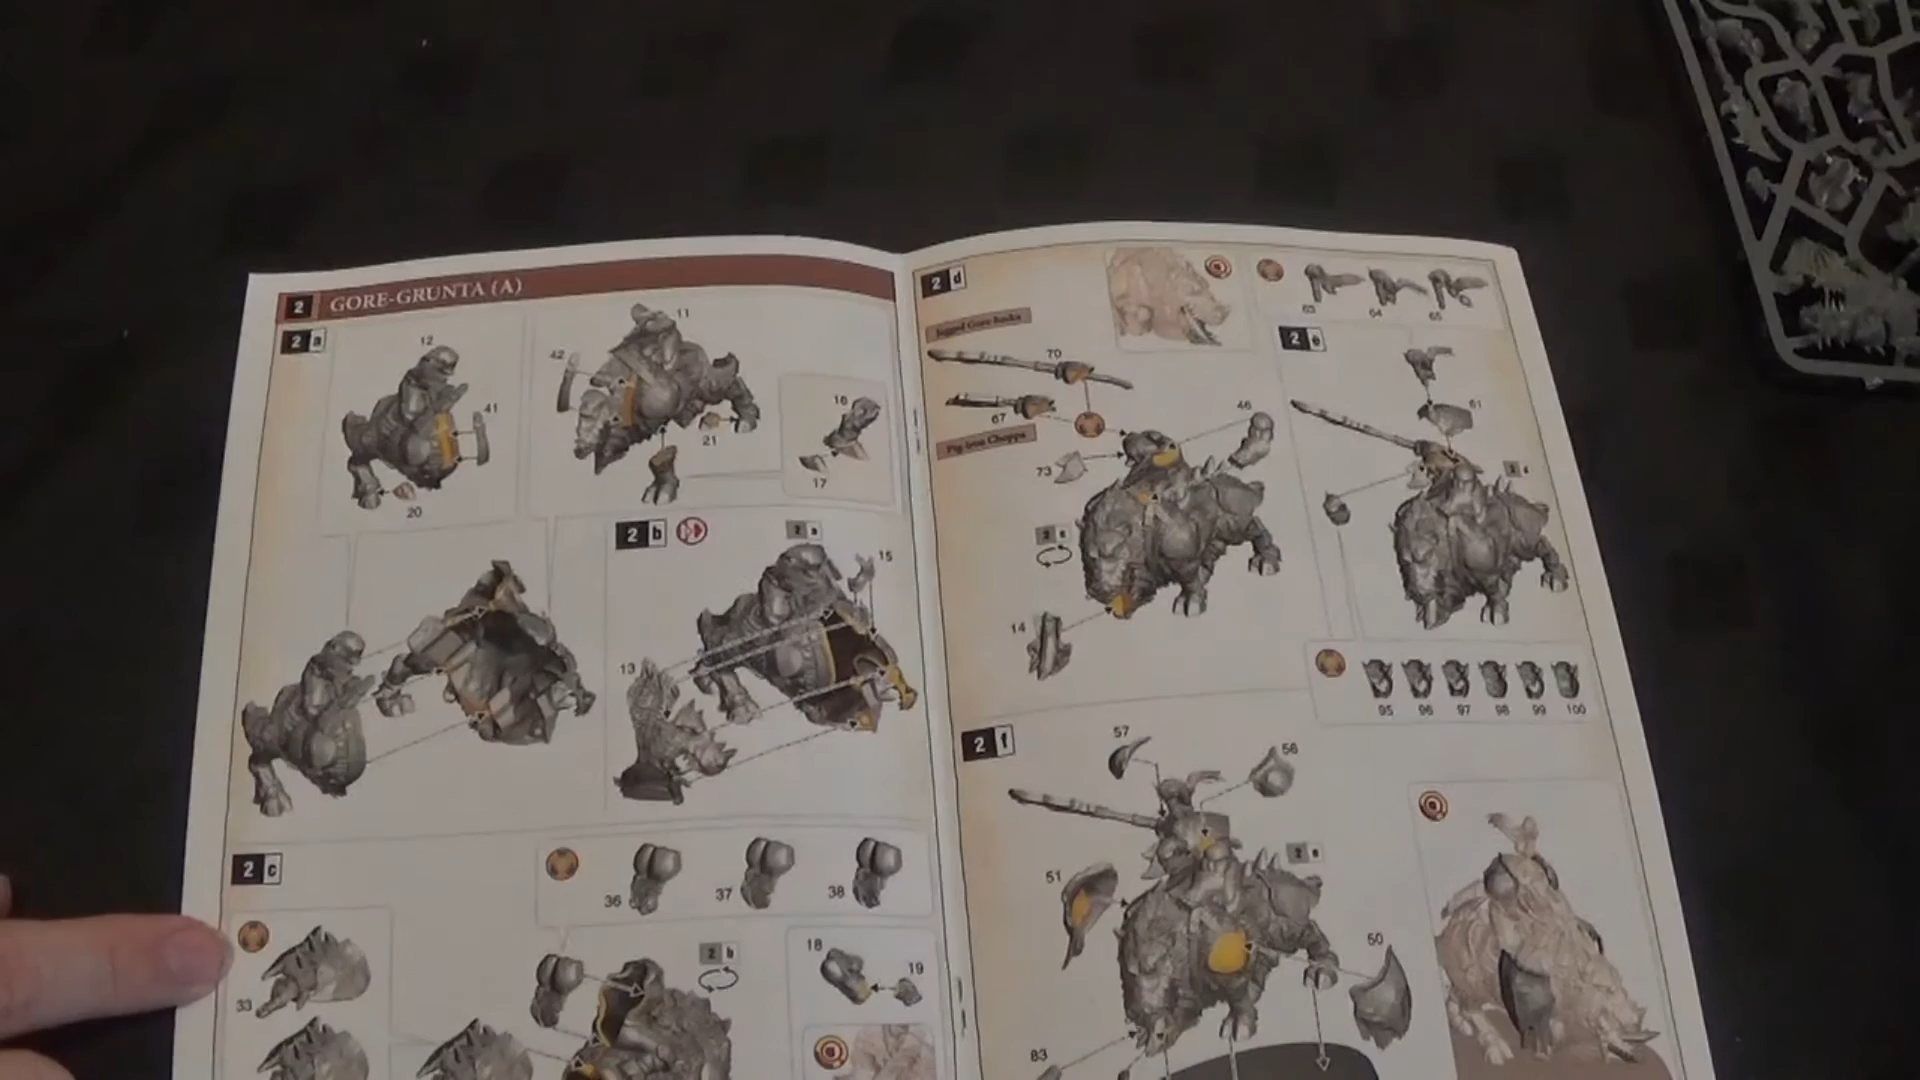 2 GORE-GRUNTA (A)
2 a
12
41
20
11
42
21
16
17
2 b
2 a
15
13
2 c
36
37
38
33
2 b
18
19
2 d
Jagged Gore-hacka
70
67
Pig-iron Choppa
73
46
2 c
14
63
64
65
2 e
61
95
96
97
98
99
100
2 f
57
56
51
2 e
50
83